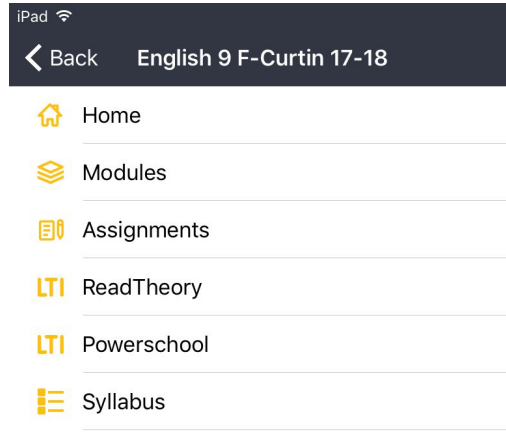 iPad
Back English 9 F-Curtin 17-18
Home
Modules
Assignments
LTI ReadTheory
LTI Powerschool
Syllabus